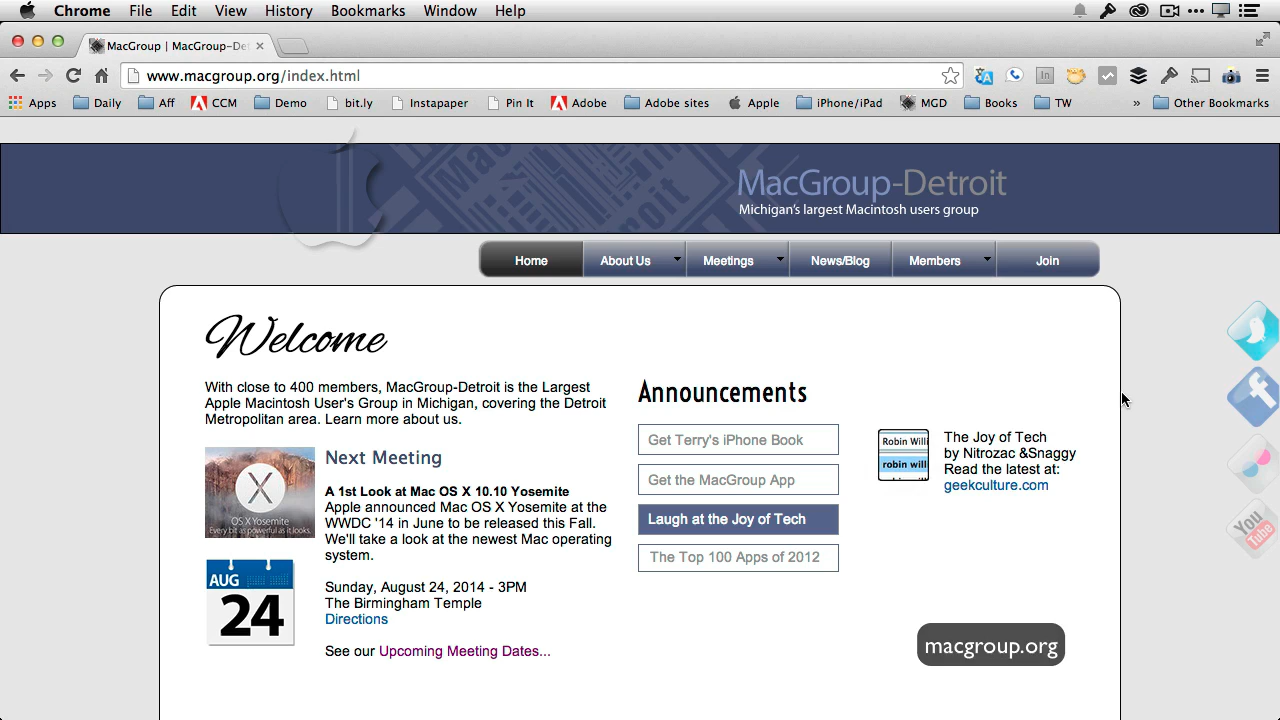 Chrome File Edit View History Bookmarks Window Help
MacGroup | MacGroup-Det
www.macgroup.org/index.html
Apps Daily Aff CCM Demo bit.ly Instapaper Pin It Adobe Adobe sites Apple iPhone/iPad MGD Books TW » Other Bookmarks
MacGroup-Detroit
Michigan's largest Macintosh users group
Home About Us Meetings News/Blog Members Join
Welcome
With close to 400 members, MacGroup-Detroit is the Largest
Apple Macintosh User's Group in Michigan, covering the Detroit
Metropolitan area. Learn more about us.
X
OS X Yosemite
Every bit as powerful as it looks.
Next Meeting
A 1st Look at Mac OS X 10.10 Yosemite
Apple announced Mac OS X Yosemite at the
WWDC '14 in June to be released this Fall.
We'll take a look at the newest Mac operating
system.
AUG
24
Sunday, August 24, 2014 - 3PM
The Birmingham Temple
Directions
See our Upcoming Meeting Dates...
Announcements
Get Terry's iPhone Book
Get the MacGroup App
Laugh at the Joy of Tech
The Top 100 Apps of 2012
Robin Willi
robin will
The Joy of Tech
by Nitrozac &Snaggy
Read the latest at:
geekculture.com
You
Tube
macgroup.org